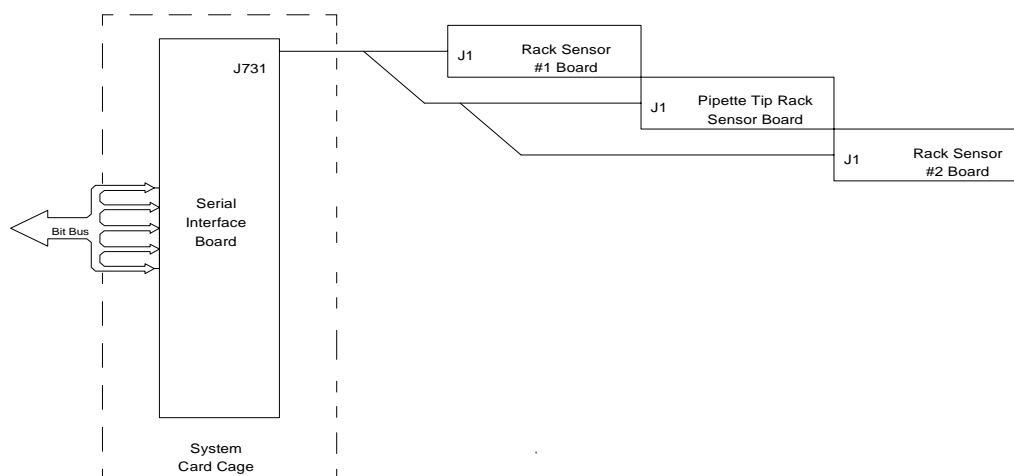 J731
J1
Rack Sensor
#1 Board
J1
Pipette Tip Rack
Sensor Board
J1
Rack Sensor
#2 Board
Serial
Interface
Board
Bit Bus
System
Card Cage